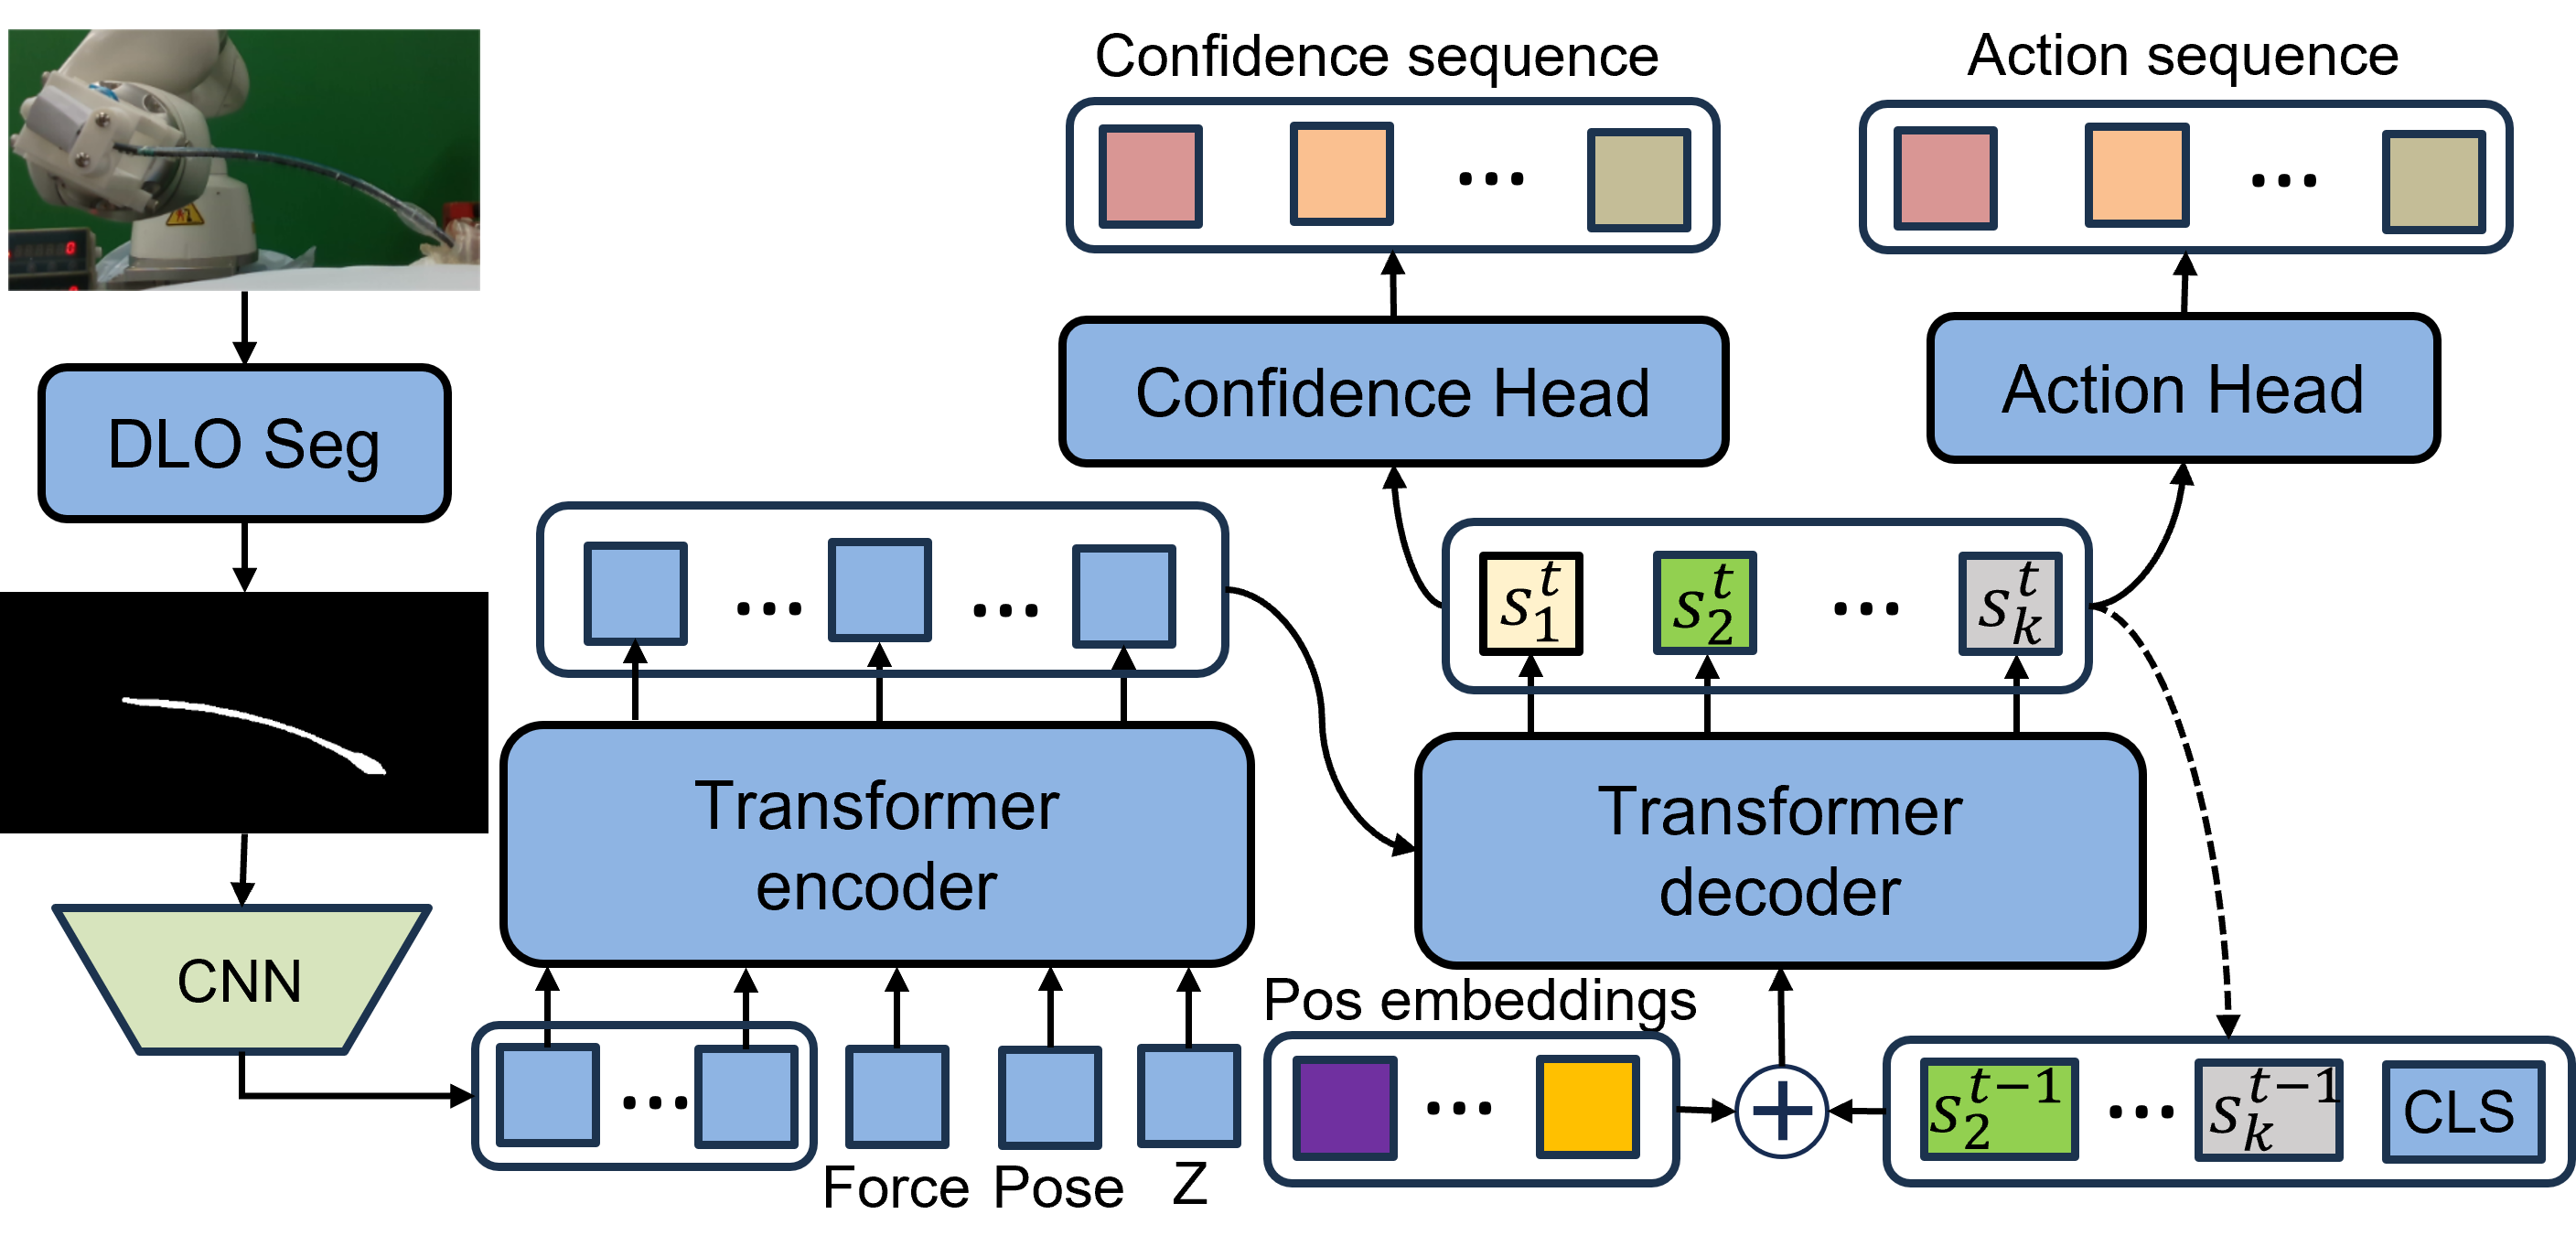 Confidence sequence
Action sequence
0
DLO Seg
Confidence Head
Action Head
s_1^t
s_2^t
...
s_k^t
Transformer
encoder
Transformer
decoder
CNN
Pos embeddings
s_2^{t-1}
...
s_k^{t-1}
CLS
Force
Pose
Z